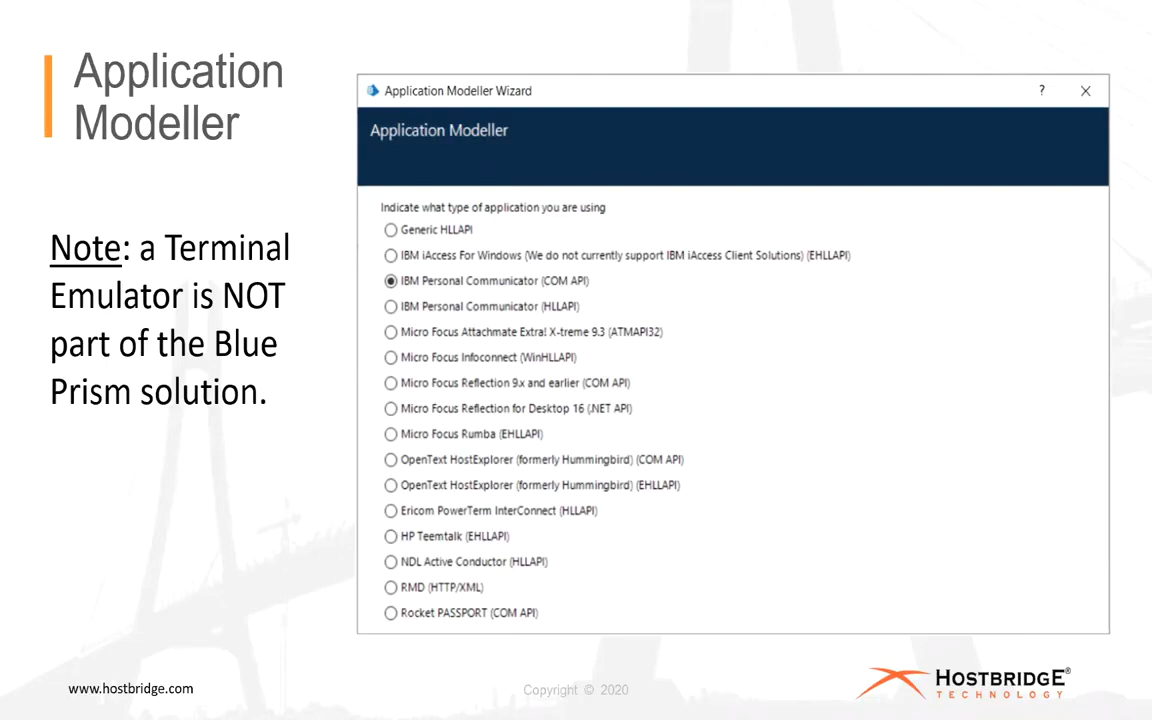 Application
Modeller
Note: a Terminal
Emulator is NOT
part of the Blue
Prism solution.
Application Modeller Wizard
?
Application Modeller
Indicate what type of application you are using
Generic HLLAPI
IBM iAccess For Windows (We do not currently support IBM iAccess Client Solutions) (EHLLAPI)
IBM Personal Communicator (COM API)
IBM Personal Communicator (HLLAPI)
Micro Focus Attachmate Extra! X-treme 9.3 (ATMAPI32)
Micro Focus Infoconnect (WinHLLAPI)
Micro Focus Reflection 9.x and earlier (COM API)
Micro Focus Reflection for Desktop 16 (.NET API)
Micro Focus Rumba (EHLLAPI)
OpenText HostExplorer (formerly Hummingbird) (COM API)
OpenText HostExplorer (formerly Hummingbird) (EHLLAPI)
Ericom PowerTerm InterConnect (HLLAPI)
HP Teemtalk (EHLLAPI)
NDL Active Conductor (HLLAPI)
RMD (HTTP/XML)
Rocket PASSPORT (COM API)
www.hostbridge.com
Copyright © 2020
HOSTBRIDGE®
TECHNOLOGY